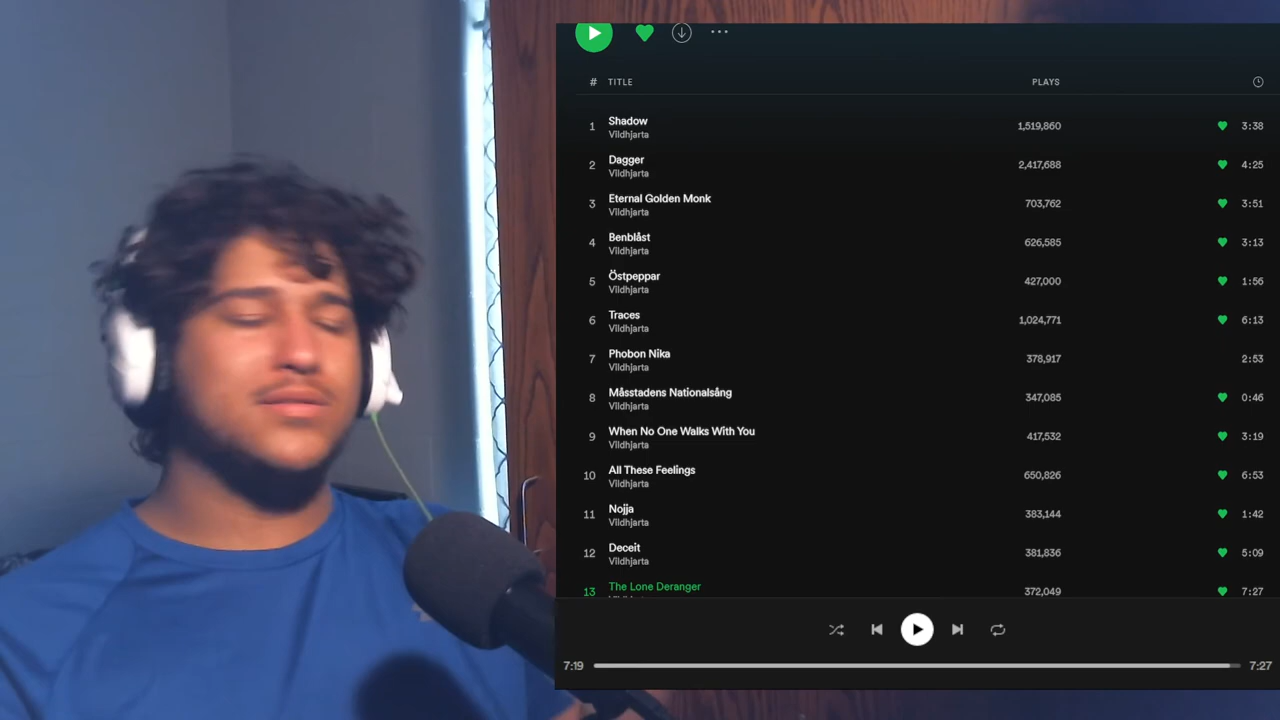 # TITLE PLAYS
1 Shadow 1,519,860 3:38
Vildhjarta
2 Dagger 2,417,688 4:25
Vildhjarta
3 Eternal Golden Monk 703,762 3:51
Vildhjarta
4 Benblåst 626,585 3:13
Vildhjarta
5 Östpeppar 427,000 1:56
Vildhjarta
6 Traces 1,024,771 6:13
Vildhjarta
7 Phobon Nika 378,917 2:53
Vildhjarta
8 Måsstadens Nationalsång 347,085 0:46
Vildhjarta
9 When No One Walks With You 417,532 3:19
Vildhjarta
10 All These Feelings 650,826 6:53
Vildhjarta
11 Nojja 383,144 1:42
Vildhjarta
12 Deceit 381,836 5:09
Vildhjarta
13 The Lone Deranger 372,049 7:27
7:19 7:27